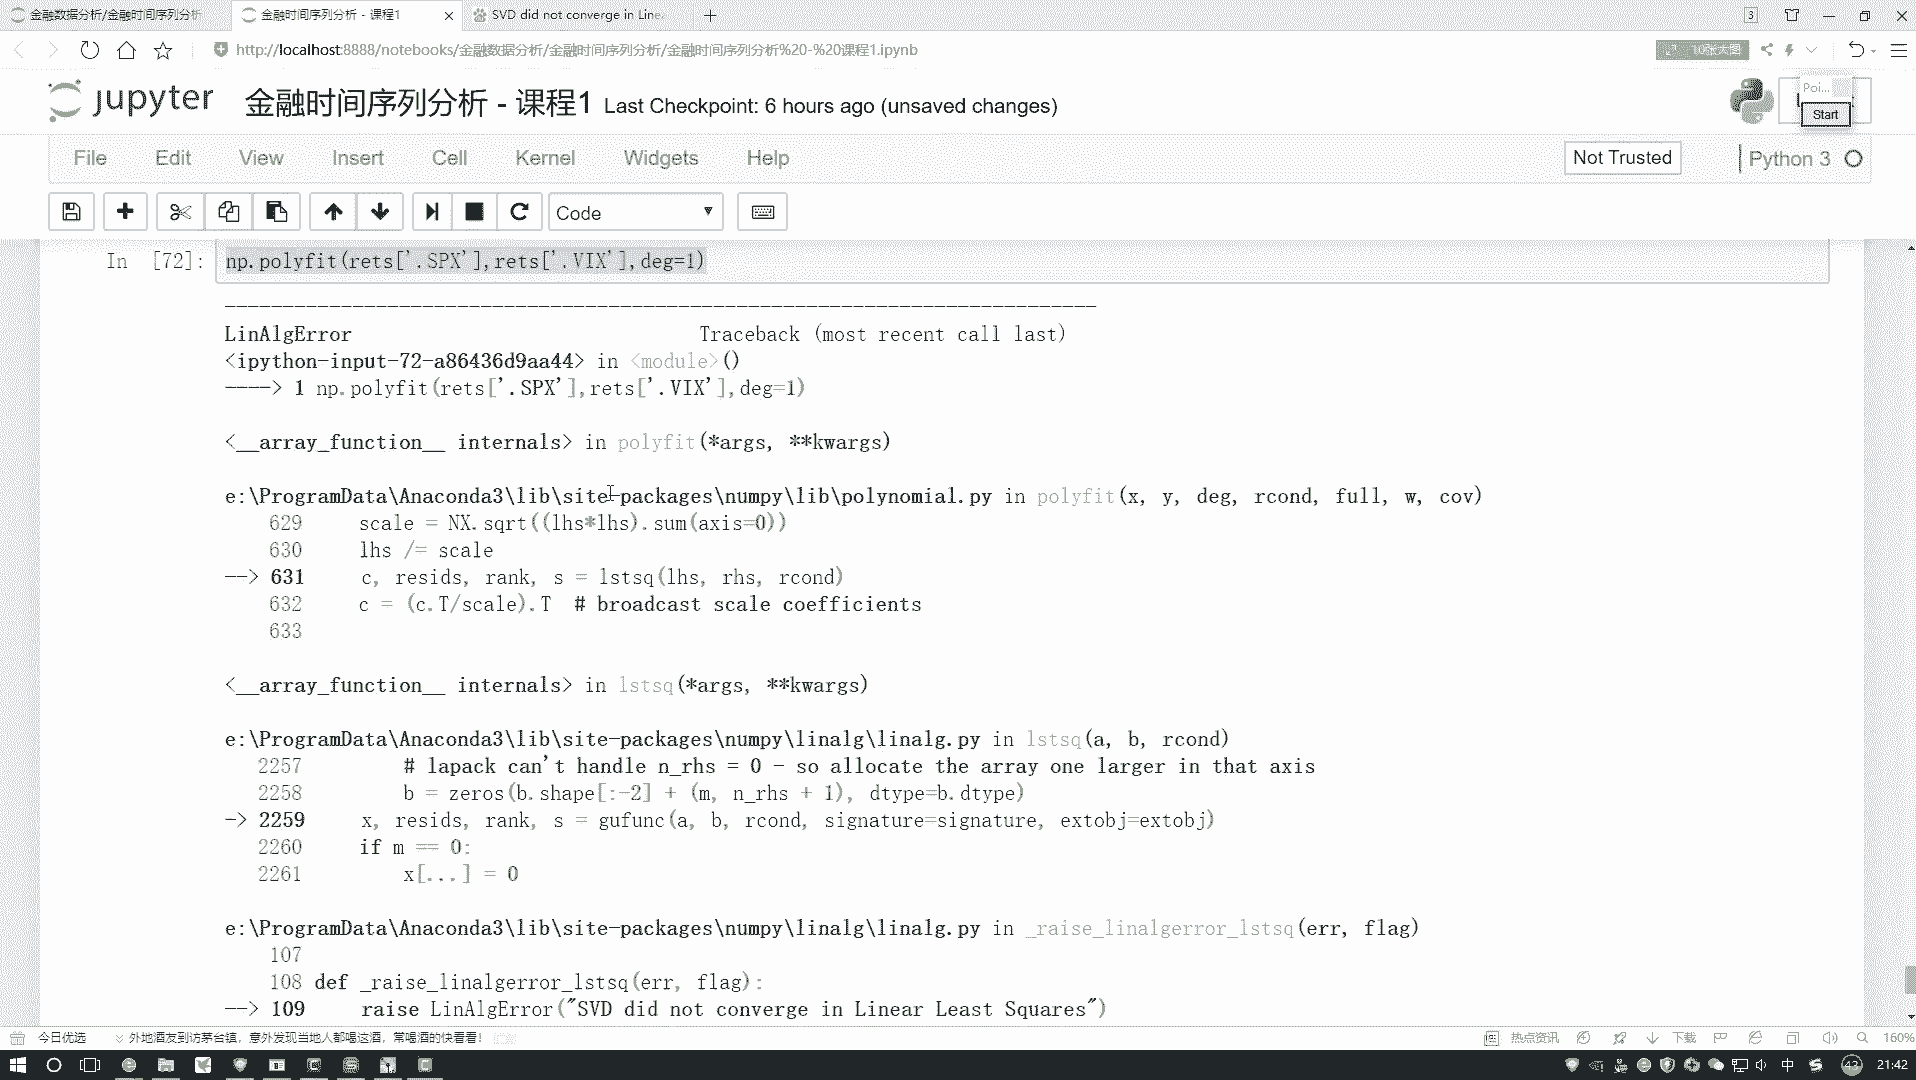 金融数据分析/金融时间序列分析
金融时间序列分析 - 课程1
SVD did not converge in Linea
3
http://localhost:8888/notebooks/金融数据分析/金融时间序列分析/金融时间序列分析%20-%20课程1.ipynb
10张大图
jupyter 金融时间序列分析 - 课程1 Last Checkpoint: 6 hours ago (unsaved changes)
Poi...
Start
File Edit View Insert Cell Kernel Widgets Help
Not Trusted
Python 3
Code
In [72]: np.polyfit(rets['.SPX'],rets['.VIX'],deg=1)
---------------------------------------------------------------------------
LinAlgError Traceback (most recent call last)
<ipython-input-72-a86436d9aa44> in <module>()
----> 1 np.polyfit(rets['.SPX'],rets['.VIX'],deg=1)
<__array_function__ internals> in polyfit(*args, **kwargs)
e:\ProgramData\Anaconda3\lib\site-packages\numpy\lib\polynomial.py in polyfit(x, y, deg, rcond, full, w, cov)
629 scale = NX.sqrt((lhs*lhs).sum(axis=0))
630 lhs /= scale
--> 631 c, resids, rank, s = lstsq(lhs, rhs, rcond)
632 c = (c.T/scale).T # broadcast scale coefficients
633
<__array_function__ internals> in lstsq(*args, **kwargs)
e:\ProgramData\Anaconda3\lib\site-packages\numpy\linalg\linalg.py in lstsq(a, b, rcond)
2257 # lapack can't handle n_rhs = 0 - so allocate the array one larger in that axis
2258 b = zeros(b.shape[:-2] + (m, n_rhs + 1), dtype=b.dtype)
-> 2259 x, resids, rank, s = gufunc(a, b, rcond, signature=signature, extobj=extobj)
2260 if m == 0:
2261 x[...] = 0
e:\ProgramData\Anaconda3\lib\site-packages\numpy\linalg\linalg.py in _raise_linalgerror_lstsq(err, flag)
107
108 def _raise_linalgerror_lstsq(err, flag):
--> 109 raise LinAlgError("SVD did not converge in Linear Least Squares")
今日优选 外地酒友到访茅台镇，意外发现当地人都喝这酒，常喝酒的快看看！
热点资讯 下载 160%
中 43 21:42